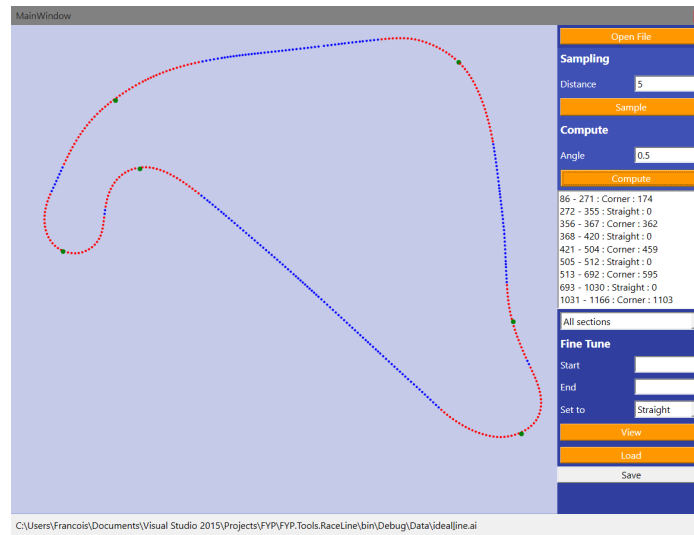 MainWindow
Open File
Sampling
Distance 5
Sample
Compute
Angle 0.5
Compute
86 - 271 : Corner : 174
272 - 355 : Straight : 0
356 - 367 : Corner : 362
368 - 420 : Straight : 0
421 - 504 : Corner : 459
505 - 512 : Straight : 0
513 - 692 : Corner : 595
693 - 1030 : Straight : 0
1031 - 1166 : Corner : 1103
All sections
Fine Tune
Start
End
Set to Straight
View
Load
Save
C:\Users\Francois\Documents\Visual Studio 2015\Projects\FYP\FYP.Tools.RaceLine\bin\Debug\Data\idealline.ai